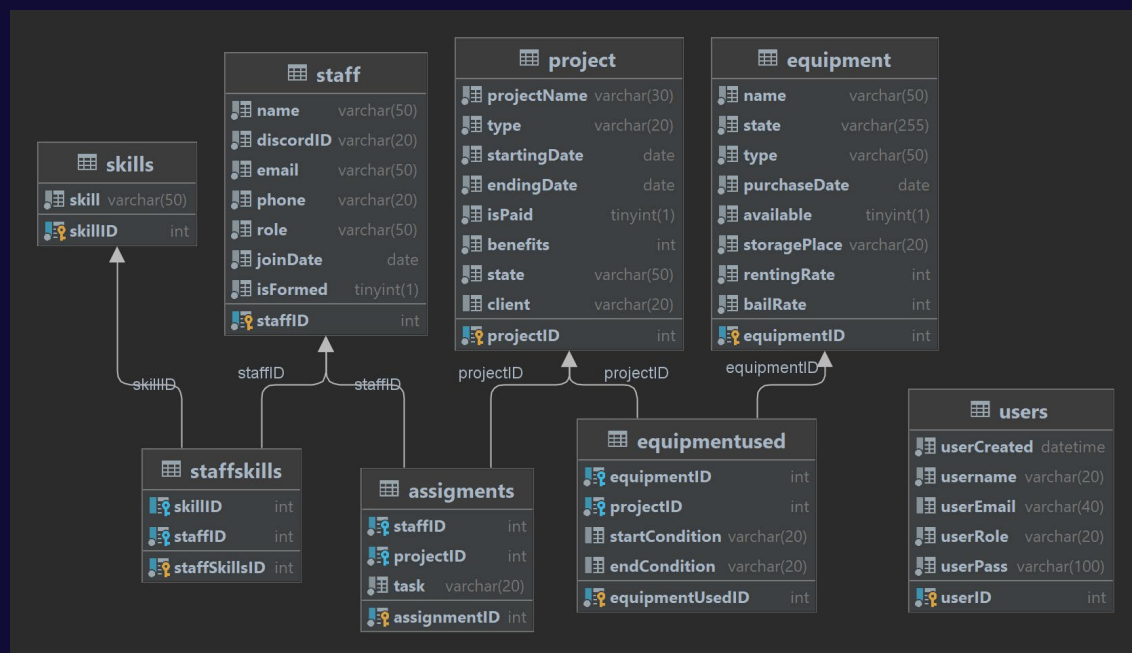 skills
skill varchar(50)
skillID int
staff
name varchar(50)
discordID varchar(20)
email varchar(50)
phone varchar(20)
role varchar(50)
joinDate date
isFormed tinyint(1)
staffID int
project
projectName varchar(30)
type varchar(20)
startingDate date
endingDate date
isPaid tinyint(1)
benefits int
state varchar(50)
client varchar(20)
projectID int
equipment
name varchar(50)
state varchar(255)
type varchar(50)
purchaseDate date
available tinyint(1)
storagePlace varchar(20)
rentingRate int
bailRate int
equipmentID int
skillID
staffID
staffID
projectID
projectID
equipmentID
staffskills
skillID int
staffID int
staffSkillsID int
assigments
staffID int
projectID int
task varchar(20)
assignmentID int
equipmentused
equipmentID int
projectID int
startCondition varchar(20)
endCondition varchar(20)
equipmentUsedID int
users
userCreated datetime
username varchar(20)
userEmail varchar(40)
userRole varchar(20)
userPass varchar(100)
userID int